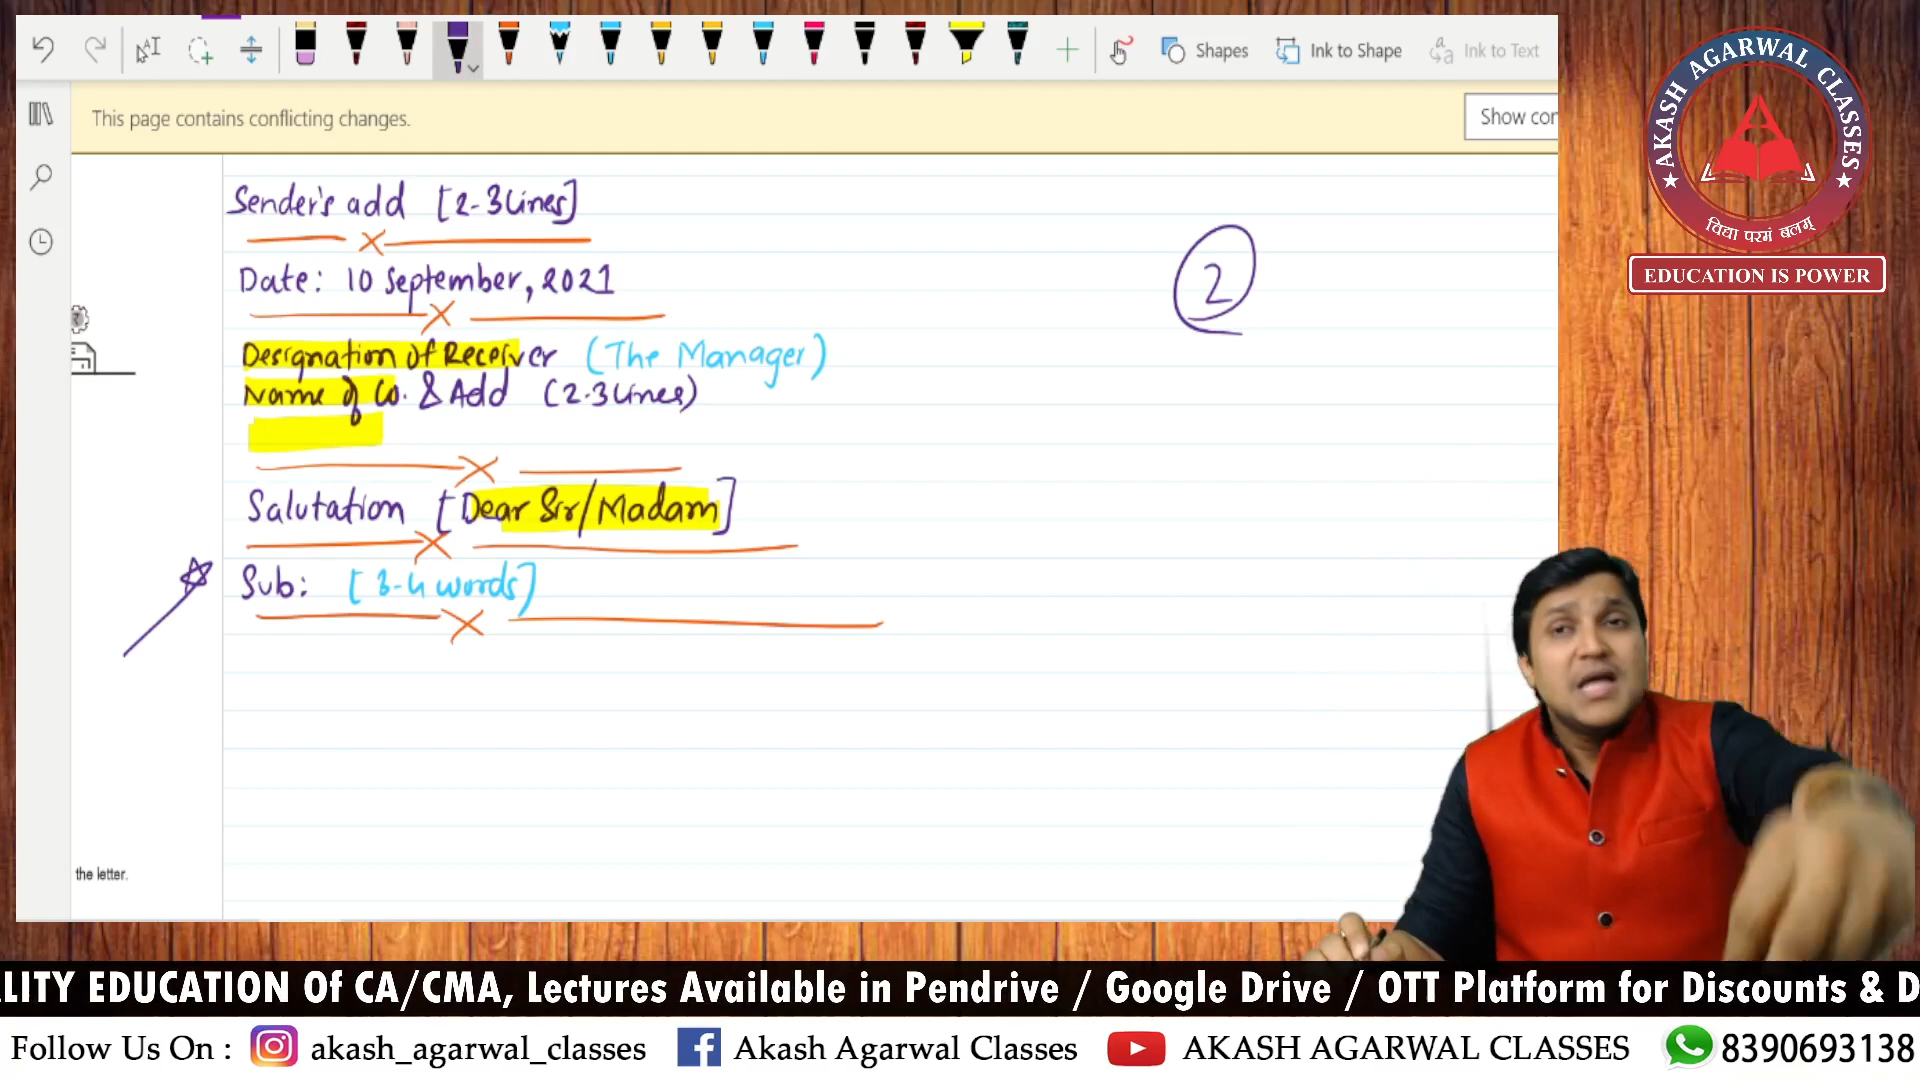 Shapes
Ink to Shape
Ink to Text
This page contains conflicting changes.
Show con
Sender's add [2-3 Lines]
Date: 10 September, 2021
2
Designation of Receiver (The Manager)
Name of Co. & Add (2-3 Lines)
Salutation [Dear Sir/Madam]
Sub: [3-4 words]
the letter.
AKASH AGARWAL CLASSES
विद्या परमं बलम्
EDUCATION IS POWER
LITY EDUCATION Of CA/CMA, Lectures Available in Pendrive / Google Drive / OTT Platform for Discounts & D
Follow Us On : akash_agarwal_classes Akash Agarwal Classes AKASH AGARWAL CLASSES 8390693138